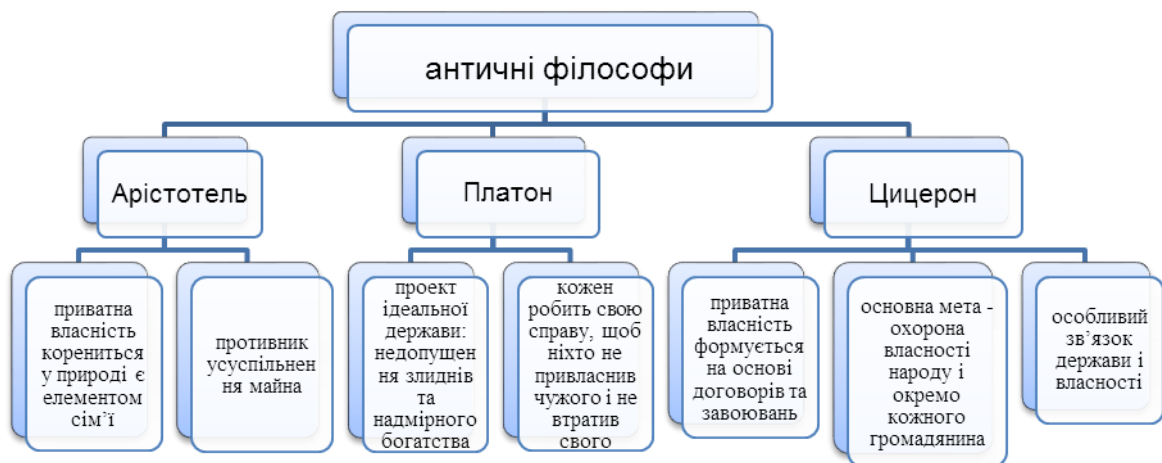 античні філософи
Арістотель
Платон
Цицерон
приватна
власність
корениться
у природі є
елементом
сім’ї
противник
усуспільнен
ня майна
проект
ідеальної
держави:
недопущен
ня злиднів
та
надмірного
багатства
кожен
робить свою
справу, щоб
ніхто не
привласнив
чужого і не
втратив
свого
приватна
власність
формується
на основі
договорів та
завоювань
основна мета -
охорона
власності
народу і
окремо
кожного
громадянина
особливий
зв’язок
держави і
власності